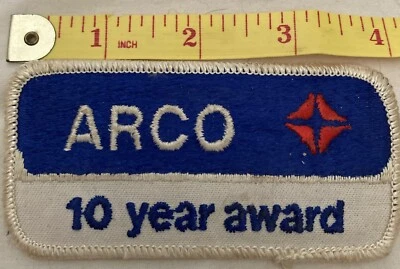 1 INCH 2 3 4
ARCO
10 year award